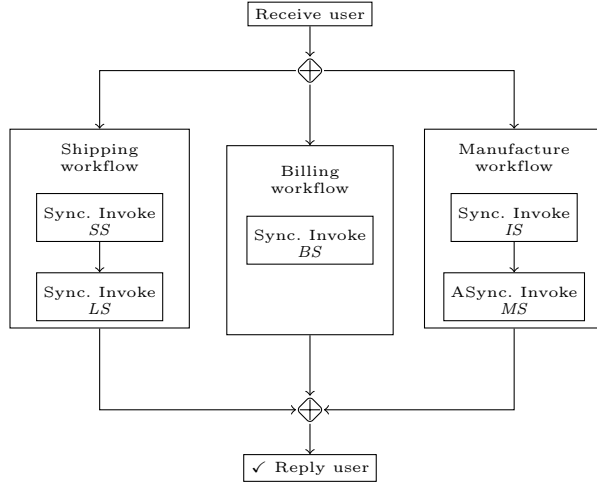 Receive user
Shipping
workflow
Sync. Invoke
SS
Sync. Invoke
LS
Billing
workflow
Sync. Invoke
BS
Manufacture
workflow
Sync. Invoke
IS
ASync. Invoke
MS
✓ Reply user